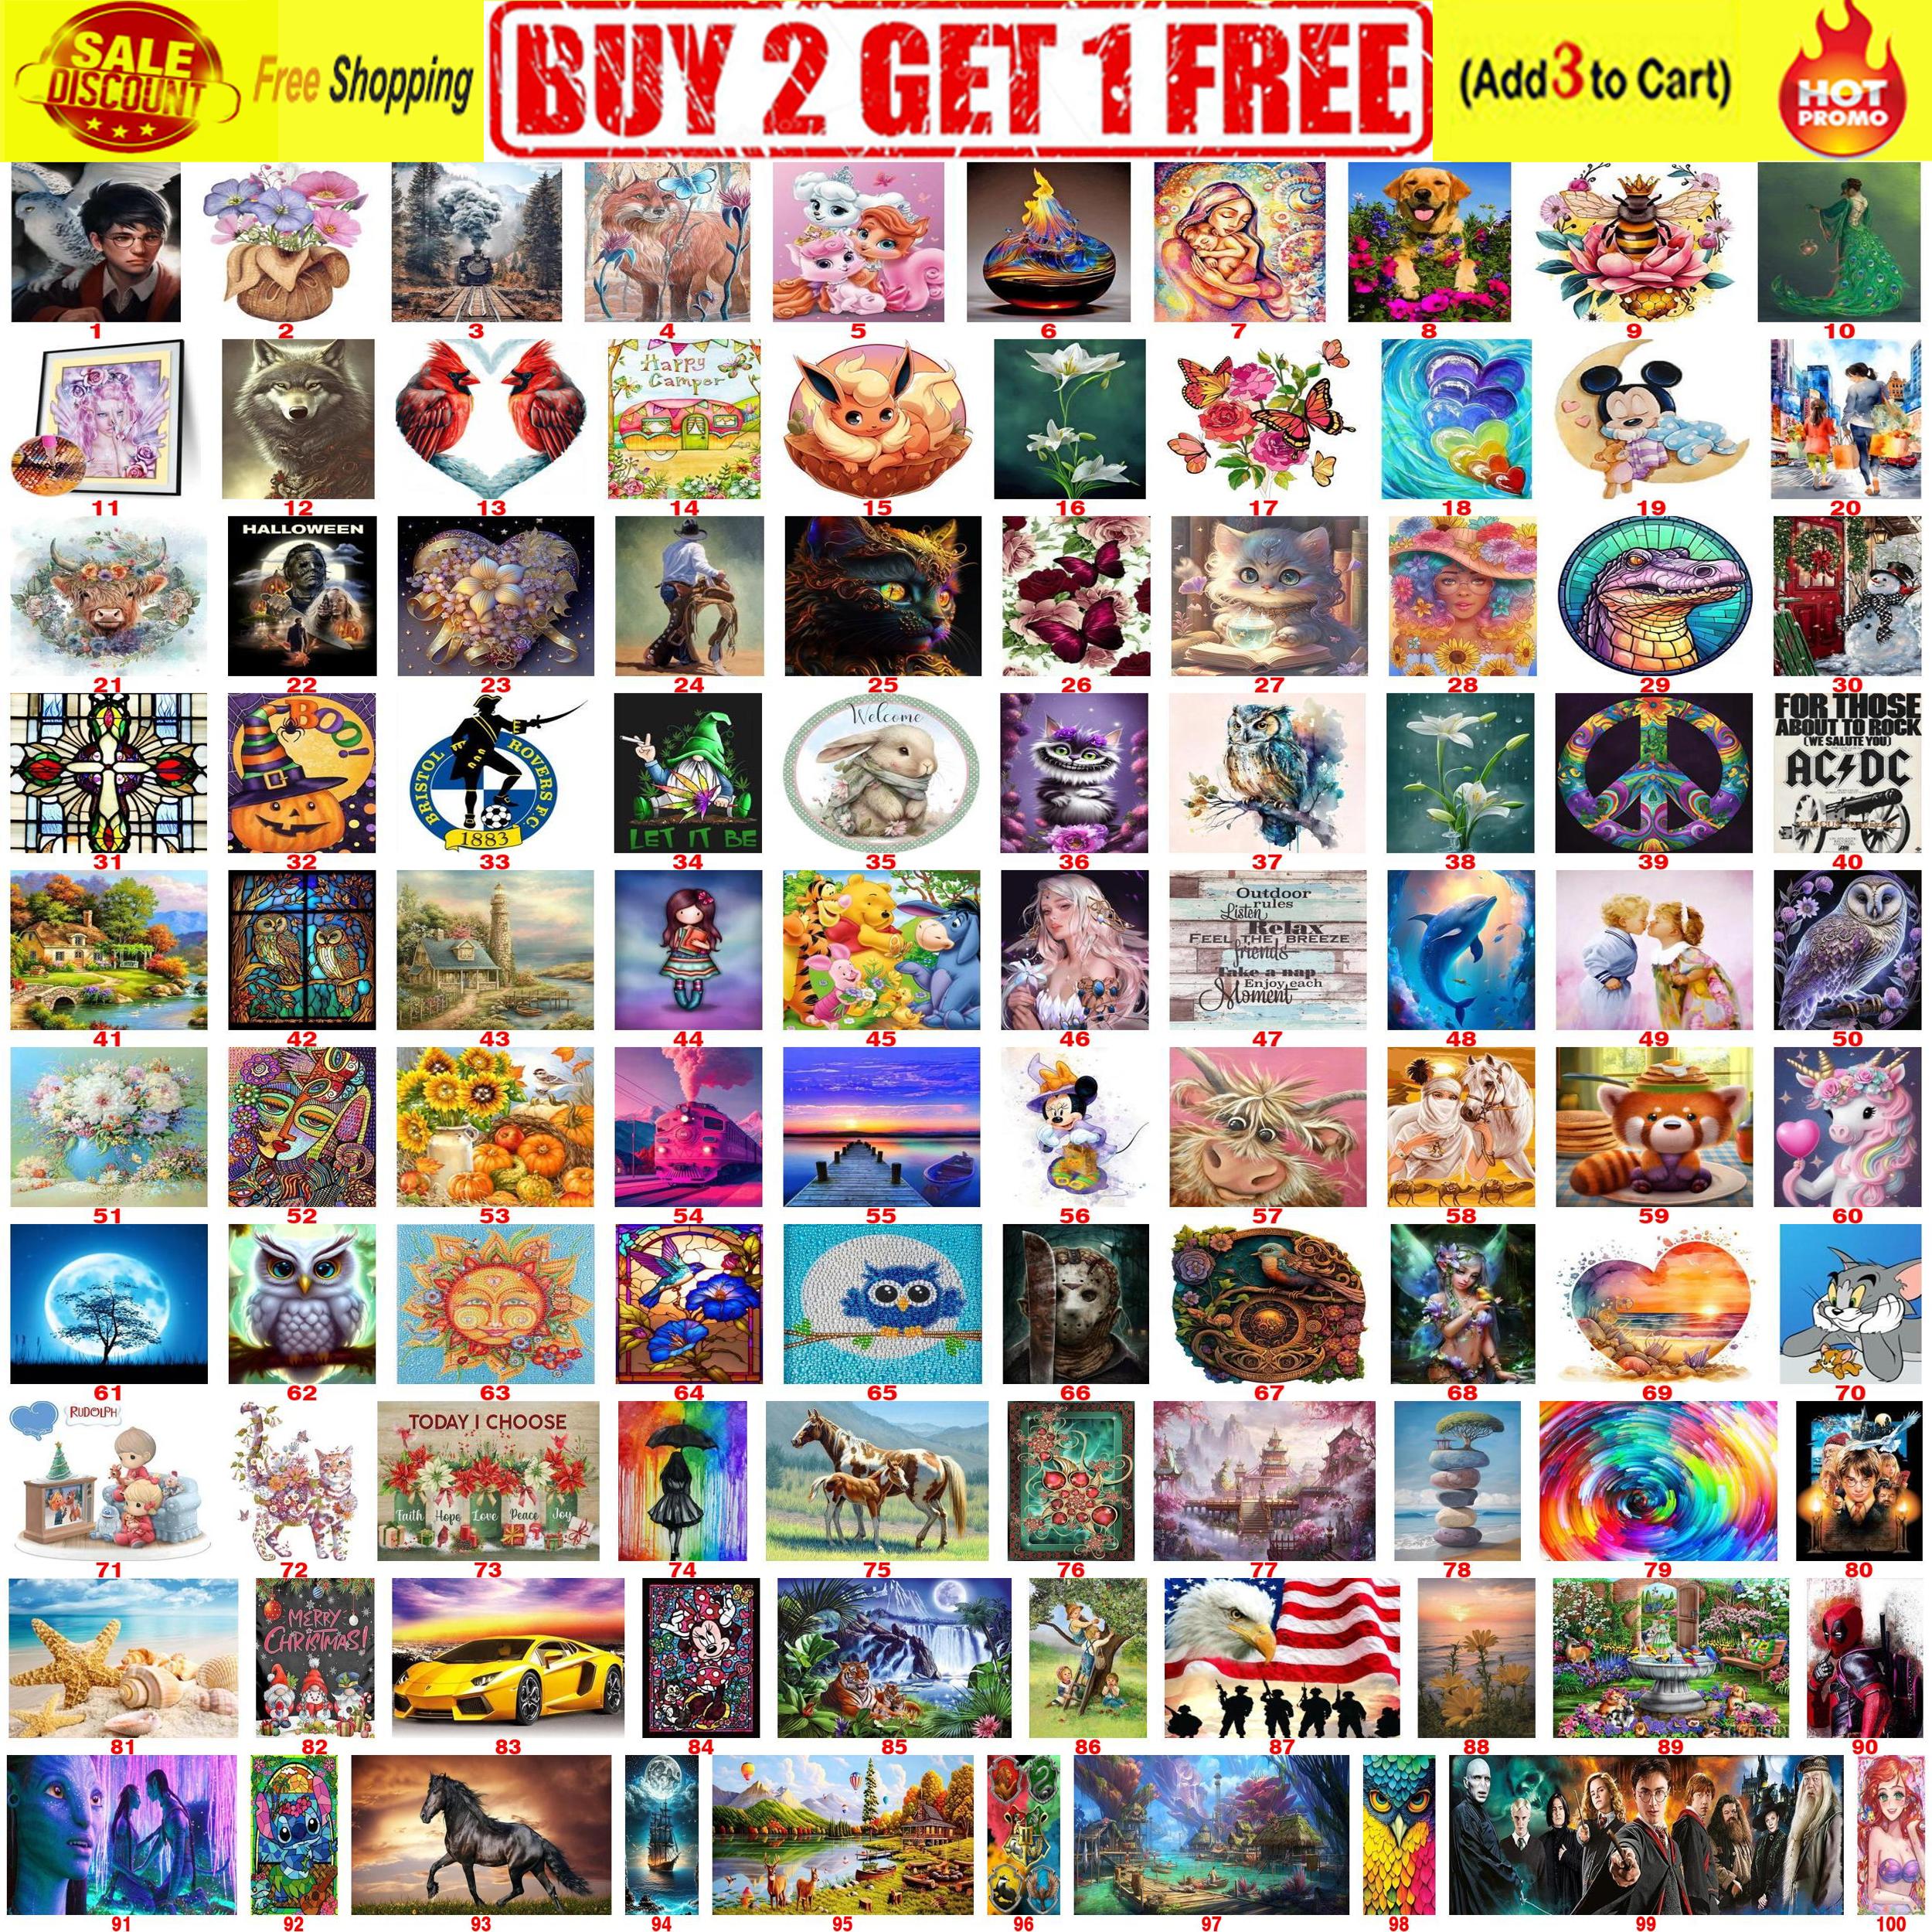 SALE
DISCOUNT
Free Shopping
BUY 2 GET 1 FREE
(Add 3 to Cart)
HOT
PROMO
1 2 3 4 5 6 7 8 9 10
Happy
Camper
11 12 13 14 15 16 17 18 19 20
HALLOWEEN
21 22 23 24 25 26 27 28 29 30
BOO!
BRISTOL ROVERS FC
1883
LET IT BE
Welcome
FOR THOSE
ABOUT TO ROCK
(WE SALUTE YOU)
AC DC
31 32 33 34 35 36 37 38 39 40
Outdoor
rules
Listen
Relax
FEEL THE BREEZE
friends
Take a nap
Enjoy each
Moment
41 42 43 44 45 46 47 48 49 50
51 52 53 54 55 56 57 58 59 60
61 62 63 64 65 66 67 68 69 70
RUDOLPH
TODAY I CHOOSE
Faith Hope Love Peace Joy
71 72 73 74 75 76 77 78 79 80
MERRY
CHRISTMAS!
81 82 83 84 85 86 87 88 89 90
91 92 93 94 95 96 97 98 99 100